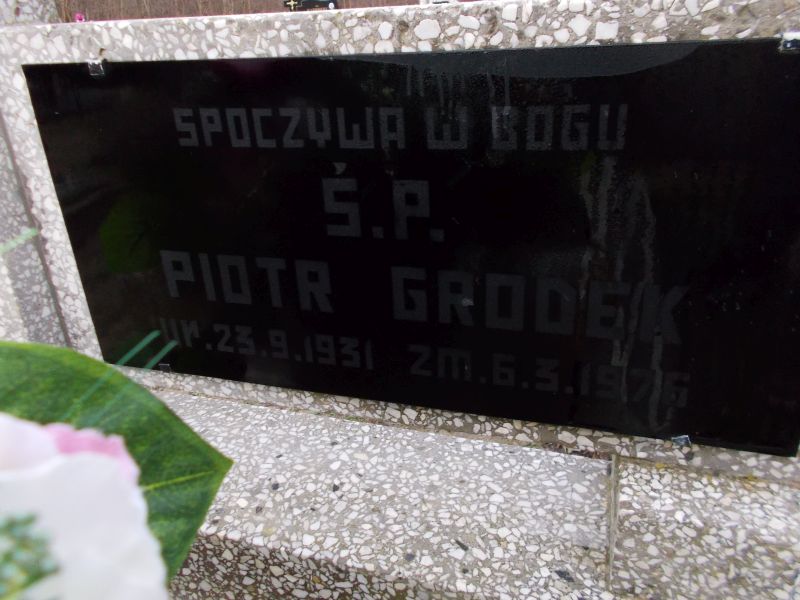 SPOCZYWA W BOGU
Ś.P.
PIOTR GRODEK
UR.23.9.1931 ZM.6.3.1976